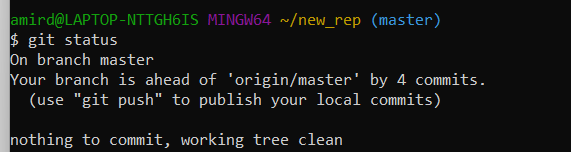 amird@LAPTOP-NTTGH6IS MINGW64 ~/new_rep (master)
$ git status
On branch master
Your branch is ahead of 'origin/master' by 4 commits.
  (use "git push" to publish your local commits)

nothing to commit, working tree clean